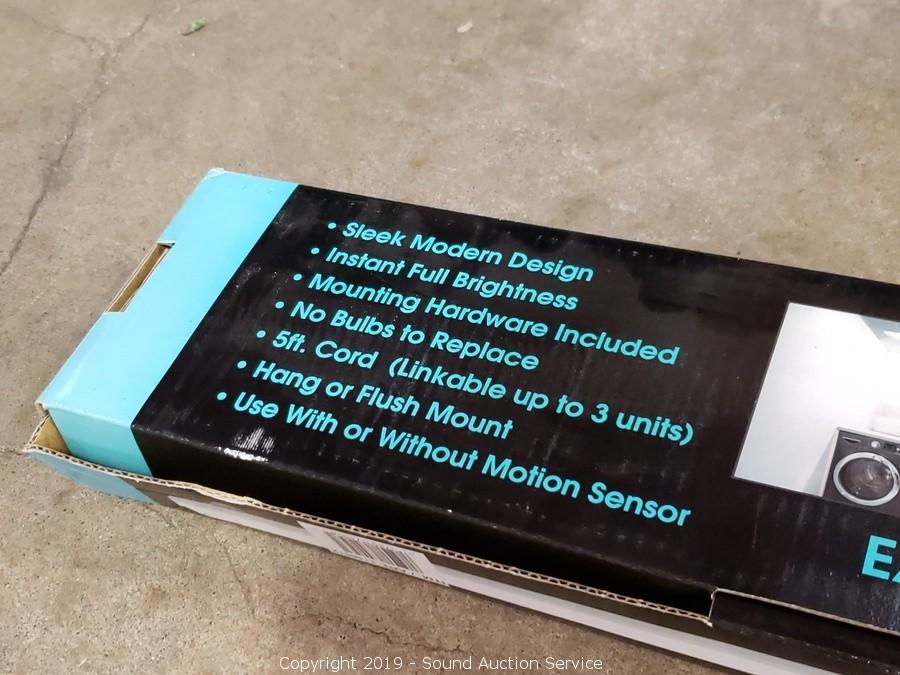 • Sleek Modern Design
• Instant Full Brightness
• Mounting Hardware Included
• No Bulbs to Replace
• 5ft. Cord (Linkable up to 3 units)
• Hang or Flush Mount
• Use With or Without Motion Sensor
Copyright 2019 - Sound Auction Service